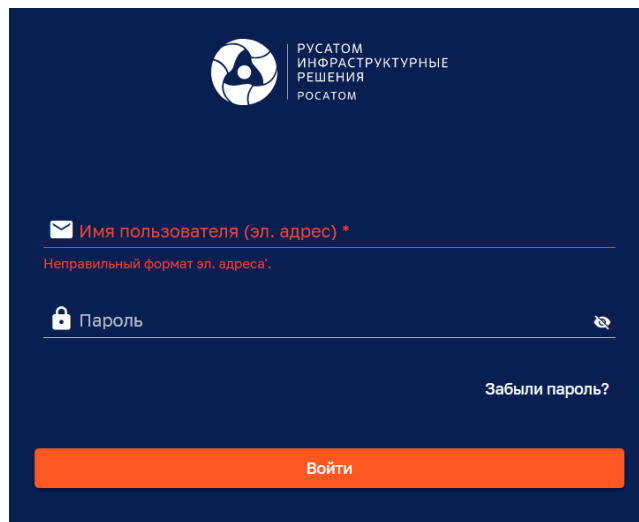 РУСАТОМ
ИНФРАСТРУКТУРНЫЕ
РЕШЕНИЯ
РОСАТОМ
Имя пользователя (эл. адрес) *
Неправильный формат эл. адреса'.
Пароль
Забыли пароль?
Войти